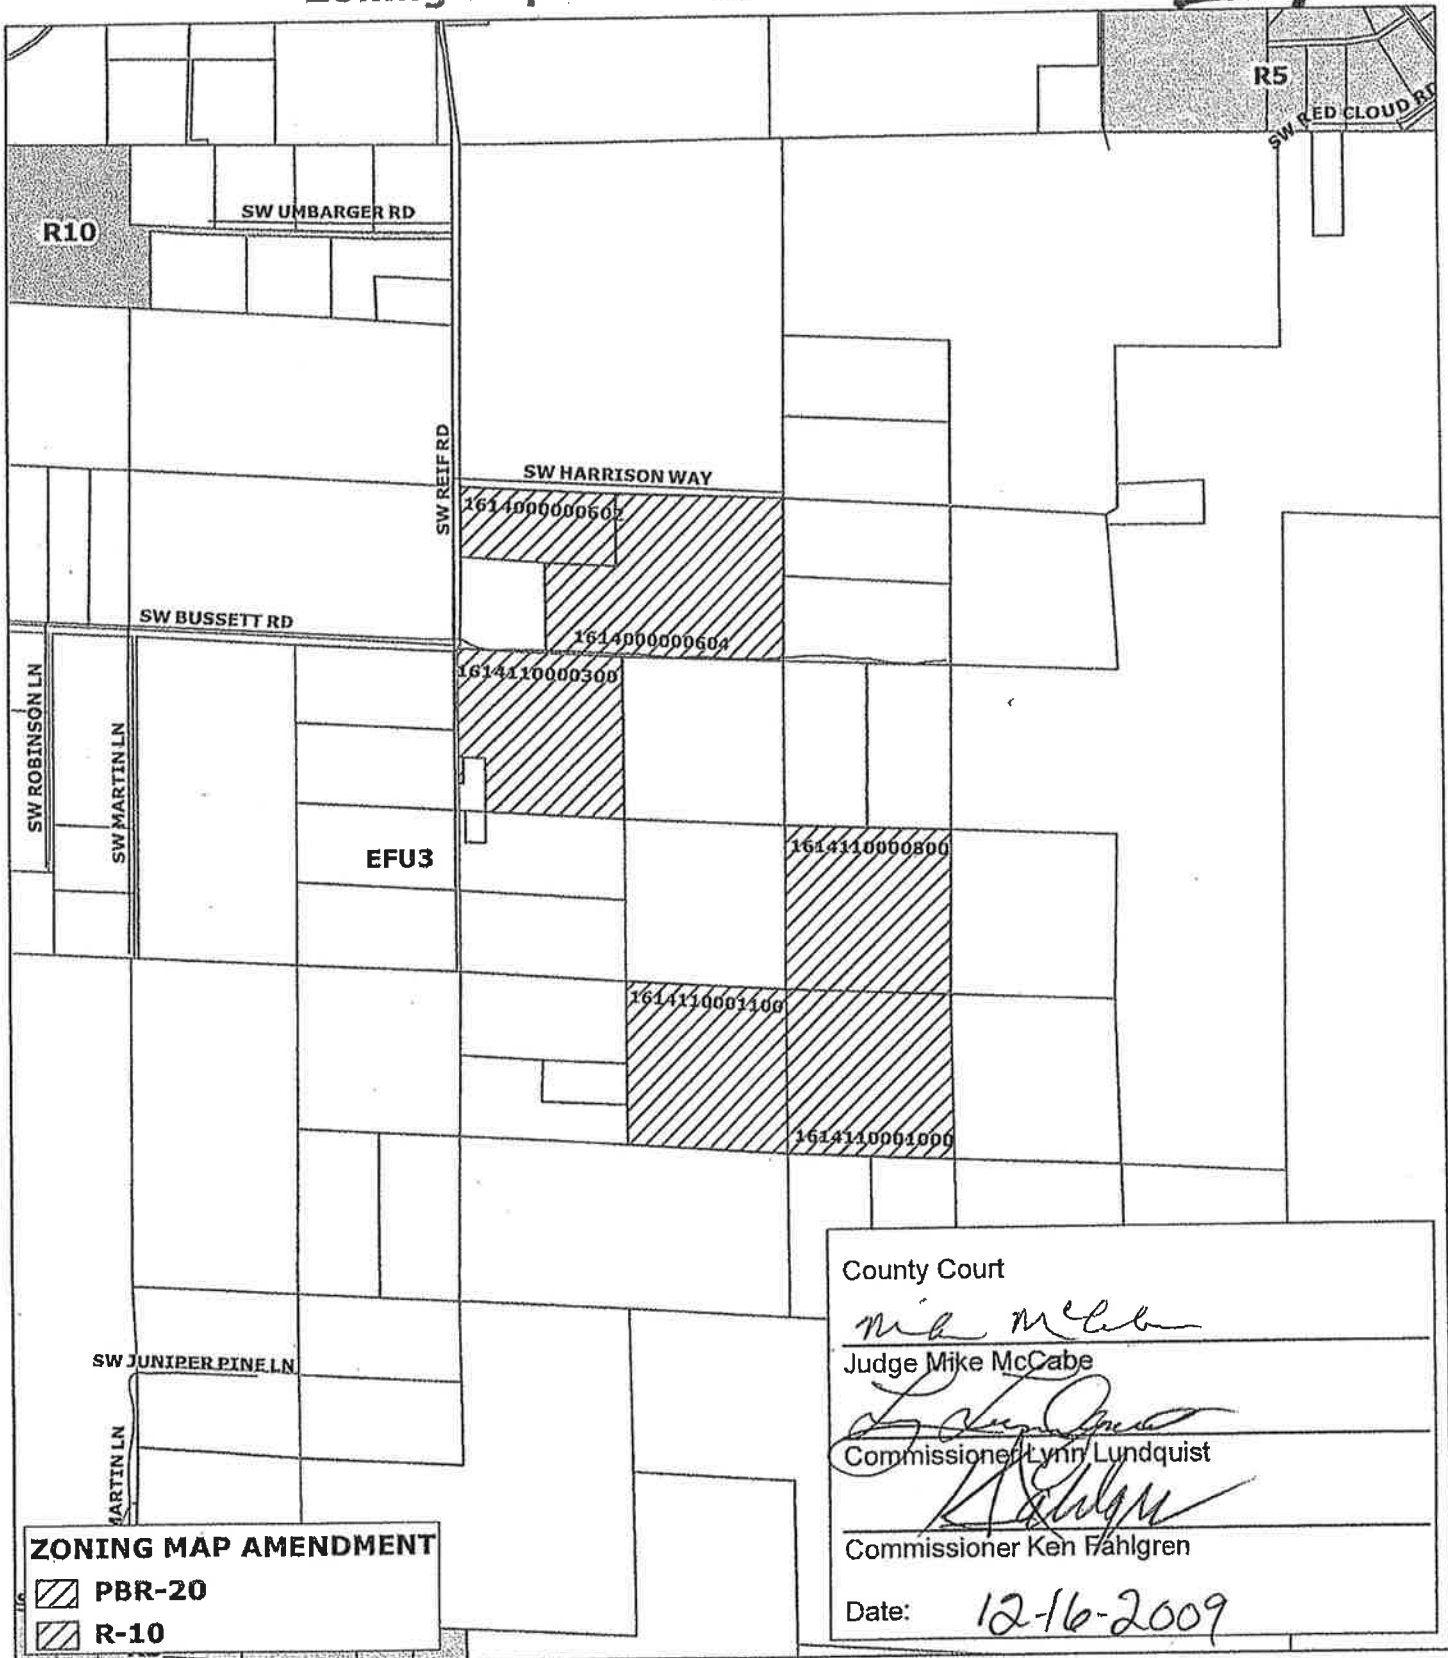 R5
SW RED CLOUD RD
SW UMBARGER RD
R10
SW REIF RD
SW HARRISON WAY
1614000000602
SW BUSSETT RD
1614000000604
1614110000300
SW ROBINSON LN
SW MARTIN LN
EFU3
1614110000800
1614110001100
1614110001000
County Court
Judge Mike McCabe
Commissioner Lynn Lundquist
Commissioner Ken Fahlgren
Date: 12-16-2009
SW JUNIPER PINE LN
MARTIN LN
ZONING MAP AMENDMENT
PBR-20
R-10